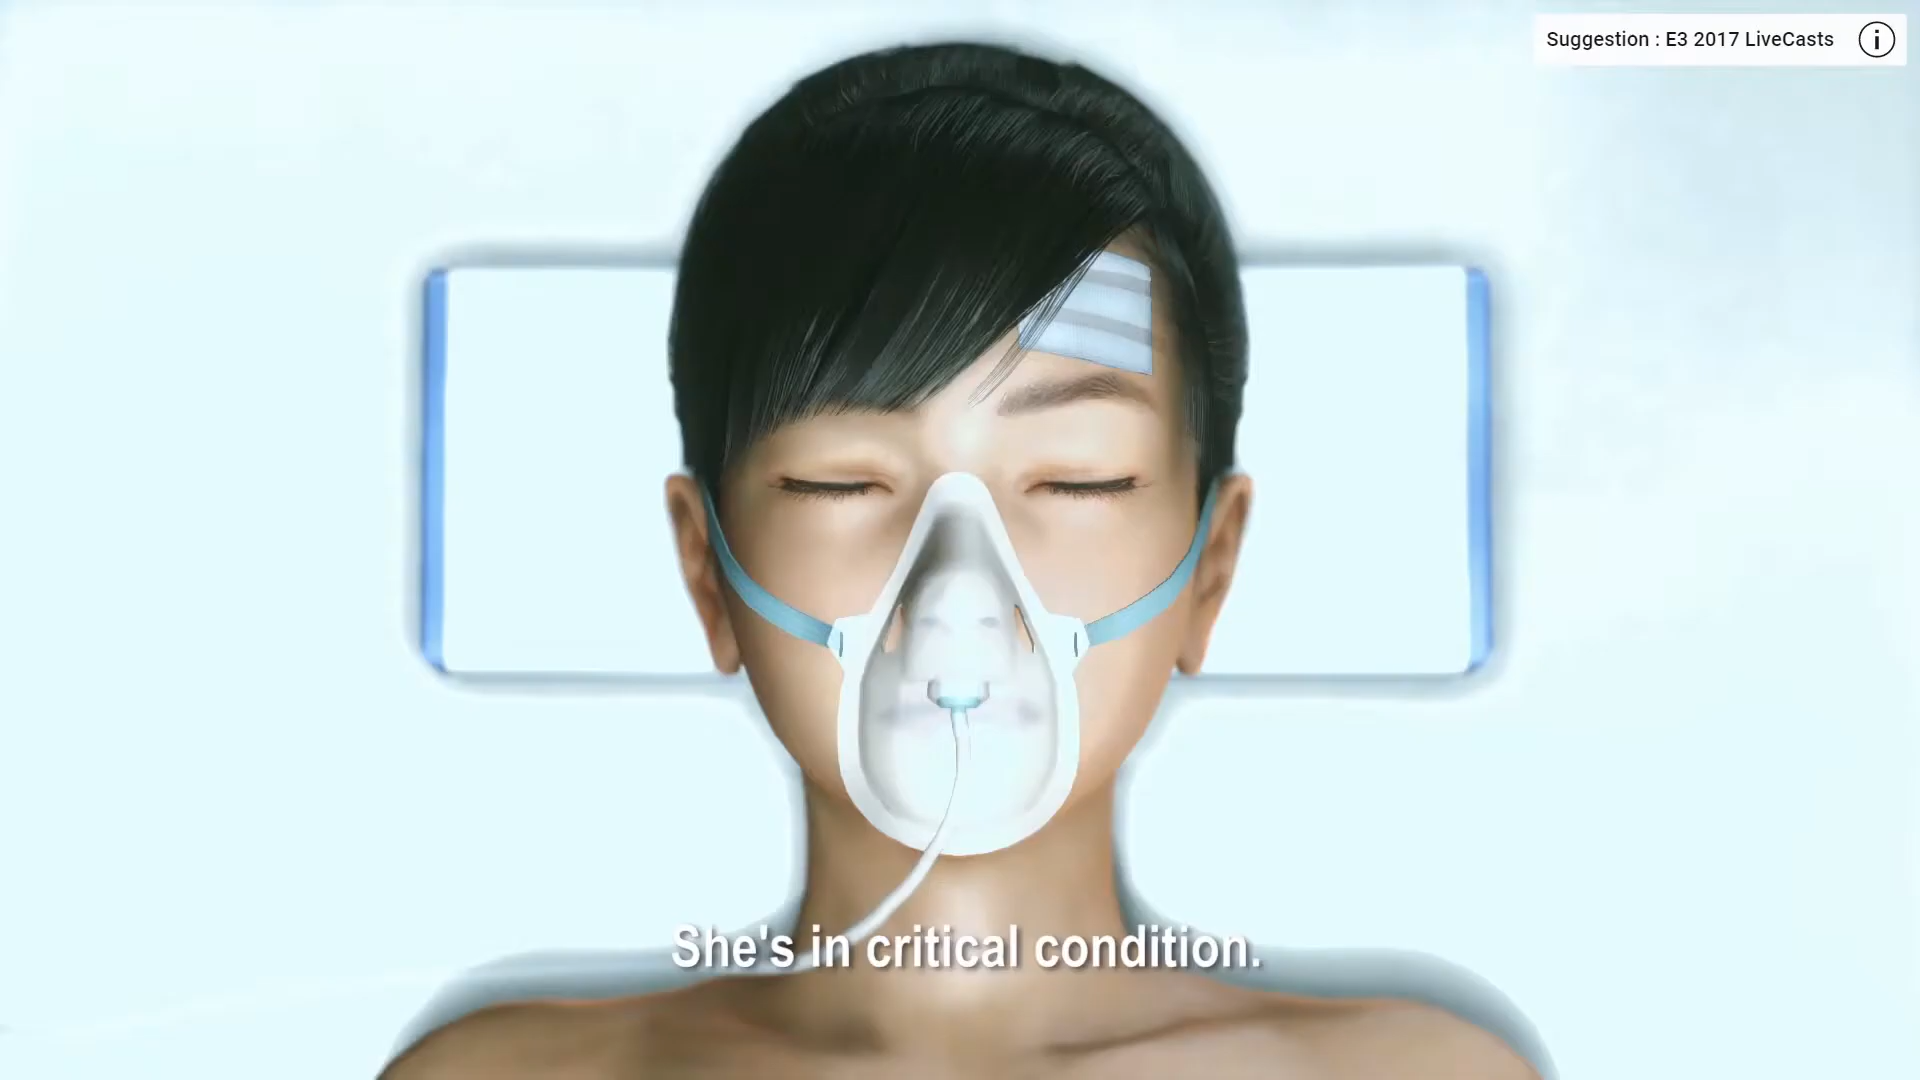 Suggestion : E3 2017 LiveCasts
She's in critical condition.